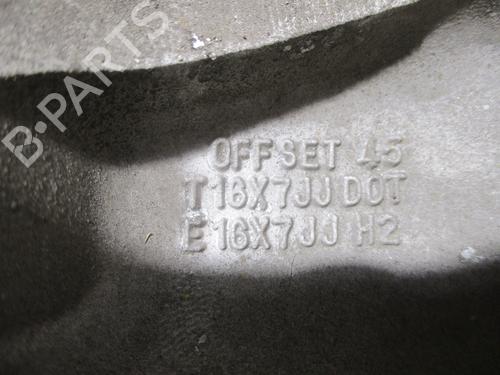 B-PARTS
OFFSET 45
T 16X7JJ DOT
E 16X7JJ H2